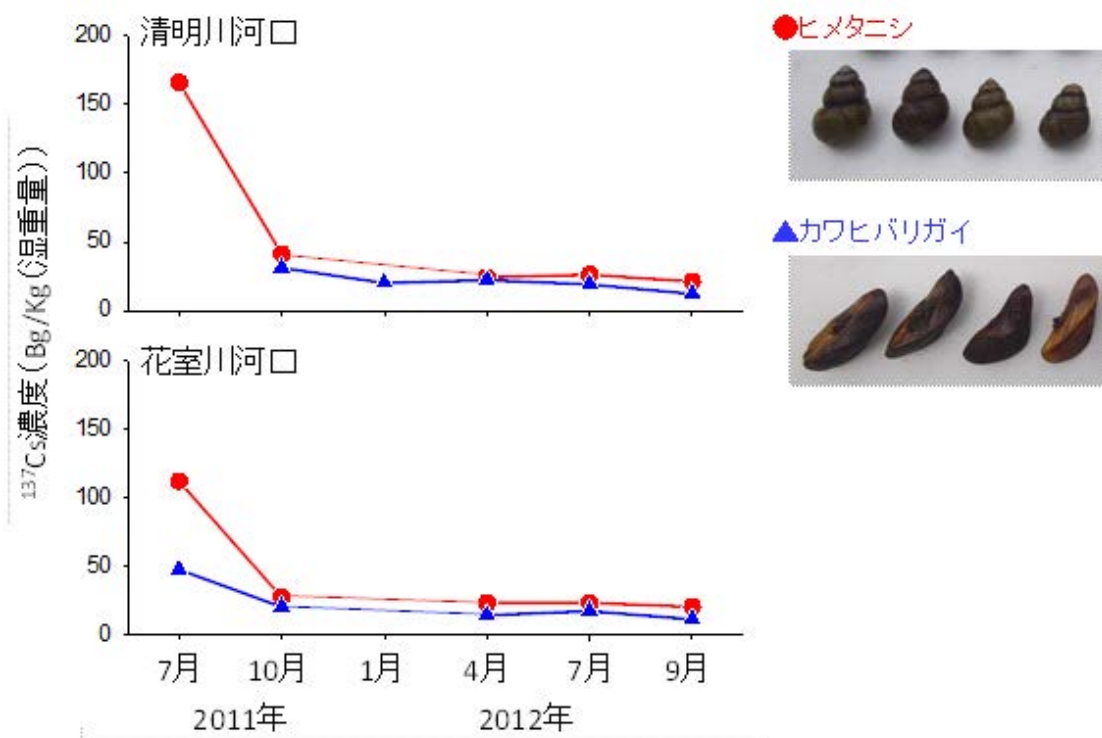 清明川河口
200
150
100
50
0
花室川河口
200
150
100
50
0
¹³⁷Cs濃度(Bg/Kg(湿重量))
7月 10月 1月 4月 7月 9月
2011年 2012年
●ヒメタニシ
▲カワヒバリガイ